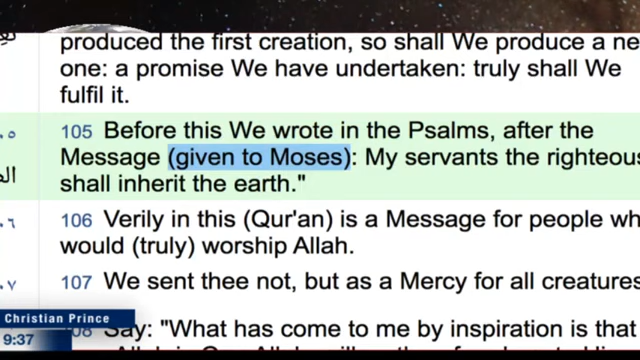 produced the first creation, so shall We produce a ne
one: a promise We have undertaken: truly shall We
fulfil it.
105 Before this We wrote in the Psalms, after the
Message (given to Moses): My servants the righteous
shall inherit the earth."
106 Verily in this (Qur'an) is a Message for people wh
would (truly) worship Allah.
107 We sent thee not, but as a Mercy for all creatures
108 Say: "What has come to me by inspiration is that
Christian Prince
9:37